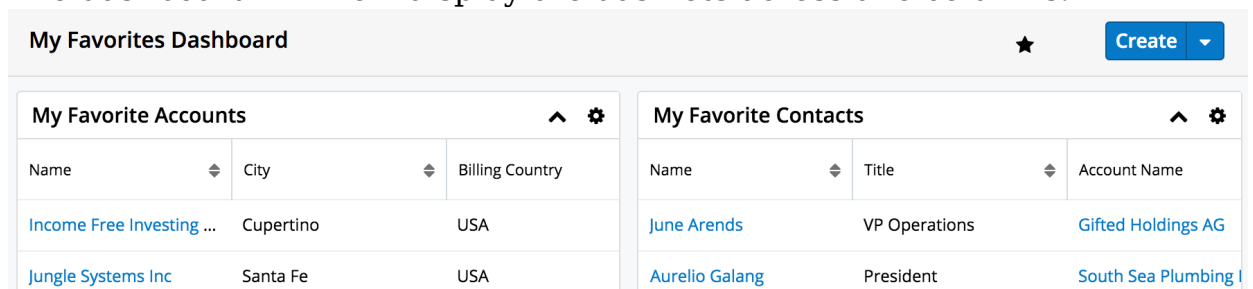 My Favorites Dashboard
Create
My Favorite Accounts
My Favorite Contacts
Name City Billing Country
Name Title Account Name
Income Free Investing ... Cupertino USA
June Arends VP Operations Gifted Holdings AG
Jungle Systems Inc Santa Fe USA
Aurelio Galang President South Sea Plumbing